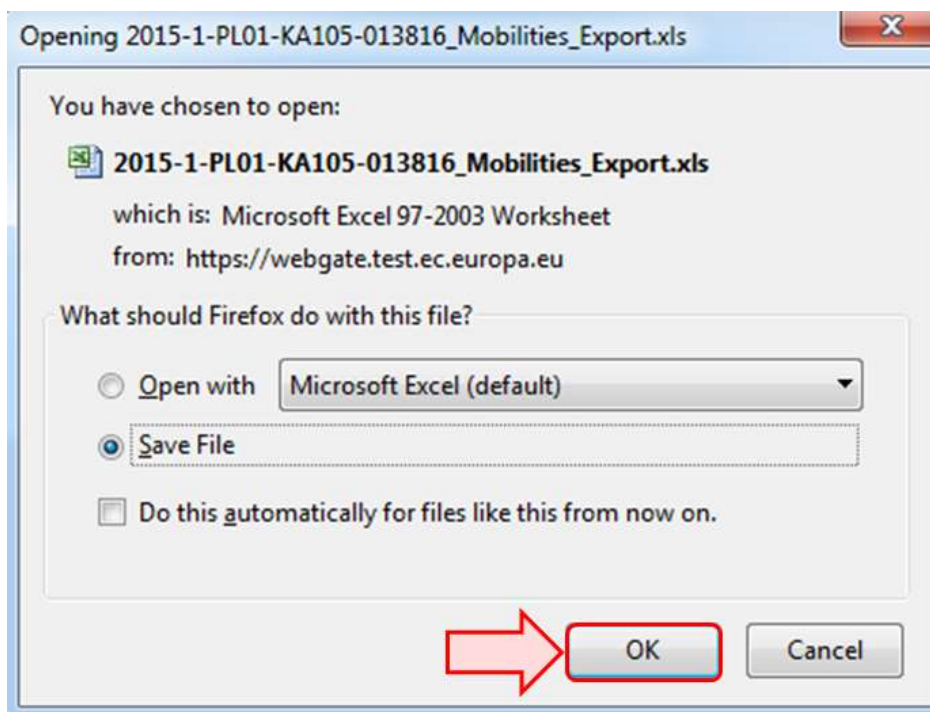 Opening 2015-1-PL01-KA105-013816_Mobilities_Export.xls
You have chosen to open:
2015-1-PL01-KA105-013816_Mobilities_Export.xls
which is: Microsoft Excel 97-2003 Worksheet
from: https://webgate.test.ec.europa.eu
What should Firefox do with this file?
Open with Microsoft Excel (default)
Save File
Do this automatically for files like this from now on.
OK Cancel